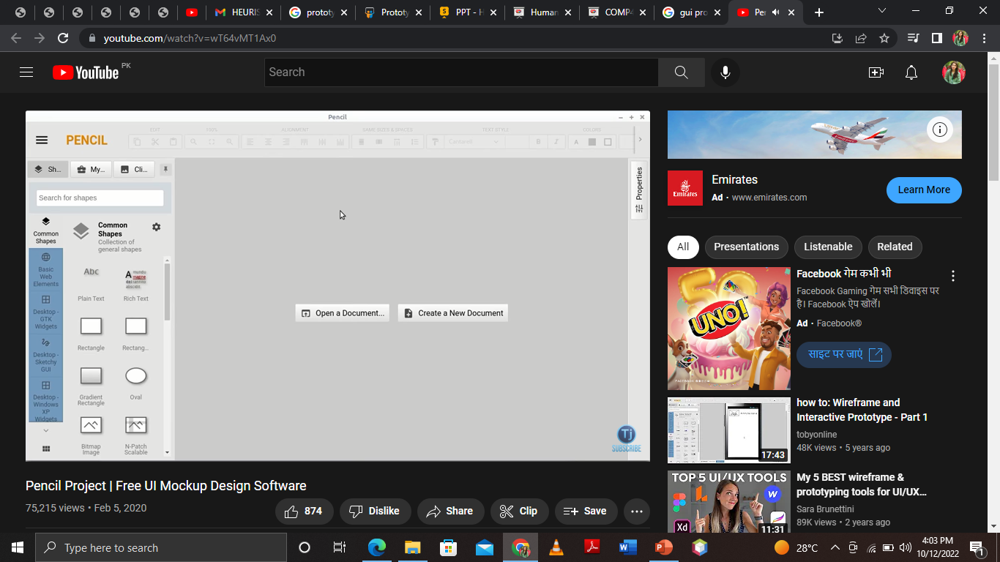 HEURIS
prototy
Prototy
PPT - H
Human
COMP4
gui pro
Per
youtube.com/watch?v=wT64vMT1Ax0
YouTube PK
Search
Pencil
PENCIL
EDIT
100%
ALIGNMENT
SAME SIZES & SPACES
TEXT STYLE
COLORS
Cantarell
B
I
A
Sh...
My...
Cli...
Search for shapes
Common
Shapes
Common
Shapes
Collection of
general shapes
Basic
Web
Elements
Desktop -
GTK
Widgets
Desktop -
Sketchy
GUI
Desktop -
Windows
XP
Widgets
Abc
Plain Text
Rich Text
Rectangle
Rectang...
Gradient
Rectangle
Oval
Bitmap
Image
N-Patch
Scalable
Open a Document...
Create a New Document
Properties
Tj
SUBSCRIBE
Pencil Project | Free UI Mockup Design Software
75,215 views • Feb 5, 2020
874
Dislike
Share
Clip
Save
Emirates
Emirates
Ad · www.emirates.com
Learn More
All
Presentations
Listenable
Related
50
UNO!
FACEBOOK
Facebook गेम कभी भी
Facebook Gaming गेम सभी डिवाइस पर
है। Facebook ऐप खोलें।
Ad · Facebook®
साइट पर जाएं
17:43
how to: Wireframe and
Interactive Prototype - Part 1
tobyonline
48K views • 5 years ago
TOP 5 UI/UX TOOLS
Xd
11:31
My 5 BEST wireframe &
prototyping tools for UI/UX...
Sara Brunettini
89K views • 2 years ago
Type here to search
28°C
4:03 PM
10/12/2022
1